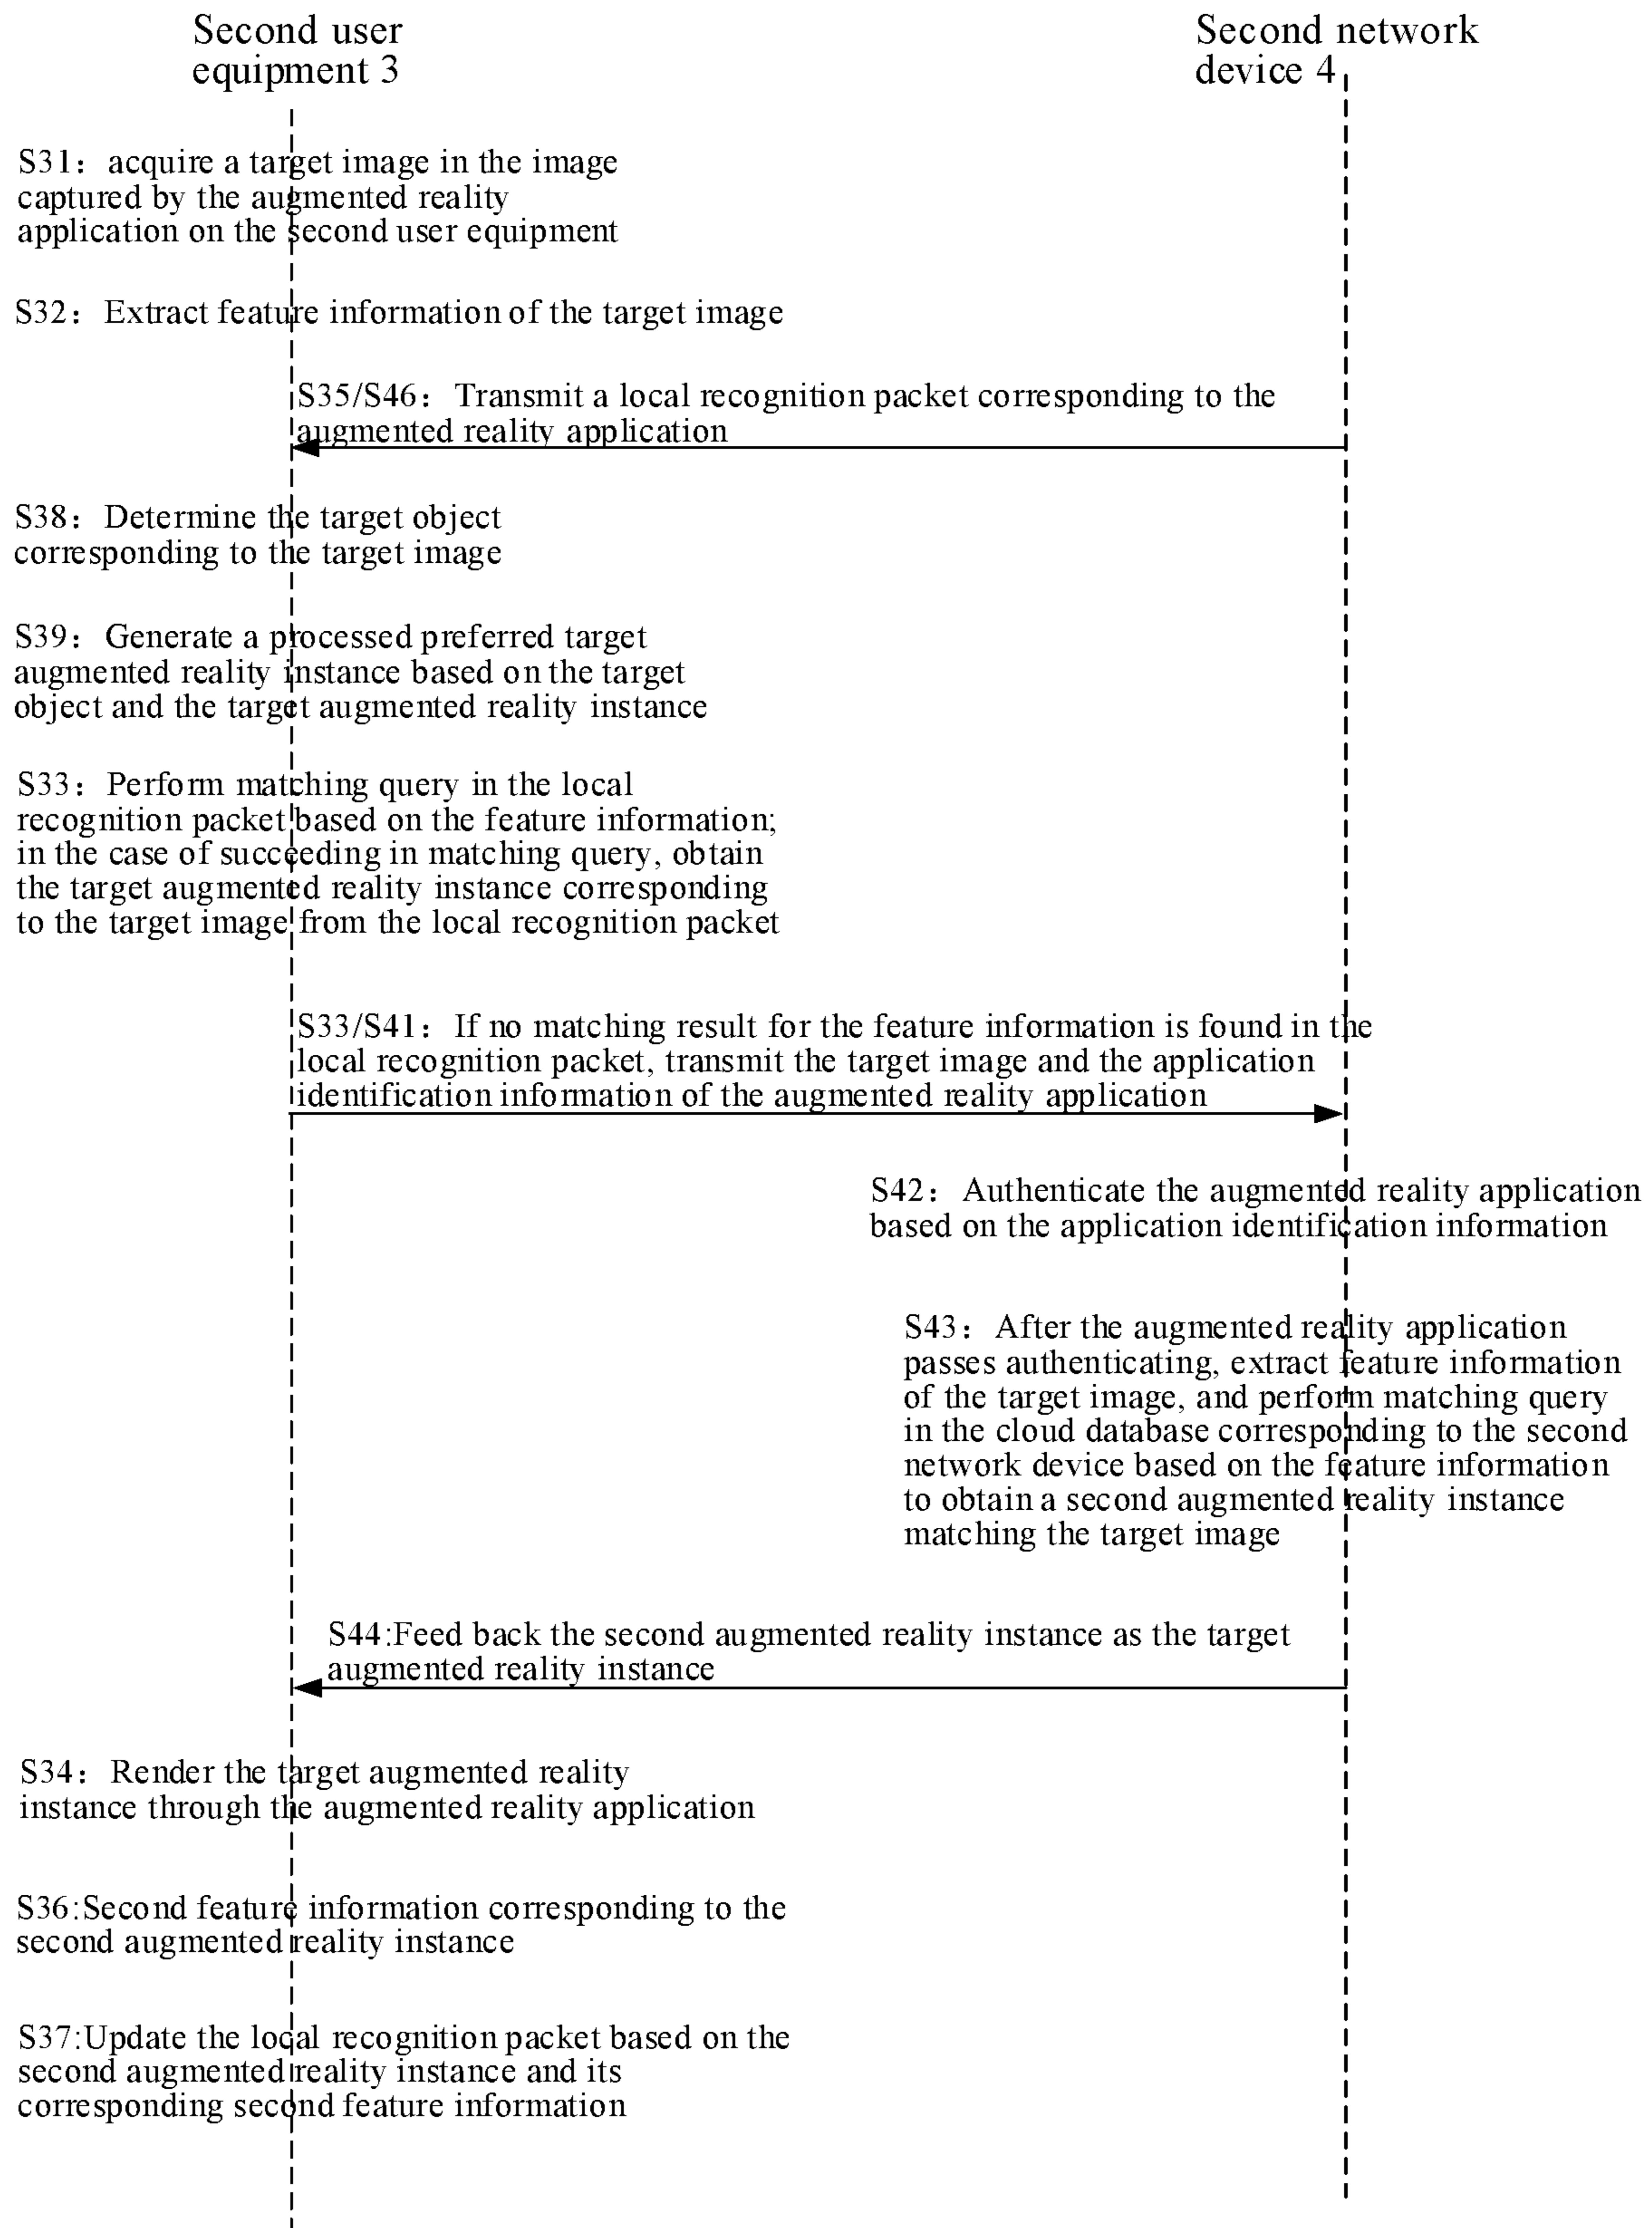 Second user
equipment 3
Second network
device 4
S31：acquire a target image in the image
captured by the augmented reality
application on the second user equipment
S32：Extract feature information of the target image
S35/S46：Transmit a local recognition packet corresponding to the
augmented reality application
S38：Determine the target object
corresponding to the target image
S39：Generate a processed preferred target
augmented reality instance based on the target
object and the target augmented reality instance
S33：Perform matching query in the local
recognition packet based on the feature information;
in the case of succeeding in matching query, obtain
the target augmented reality instance corresponding
to the target image from the local recognition packet
S33/S41：If no matching result for the feature information is found in the
local recognition packet, transmit the target image and the application
identification information of the augmented reality application
S42：Authenticate the augmented reality application
based on the application identification information
S43：After the augmented reality application
passes authenticating, extract feature information
of the target image, and perform matching query
in the cloud database corresponding to the second
network device based on the feature information
to obtain a second augmented reality instance
matching the target image
S44:Feed back the second augmented reality instance as the target
augmented reality instance
S34：Render the target augmented reality
instance through the augmented reality application
S36:Second feature information corresponding to the
second augmented reality instance
S37:Update the local recognition packet based on the
second augmented reality instance and its
corresponding second feature information